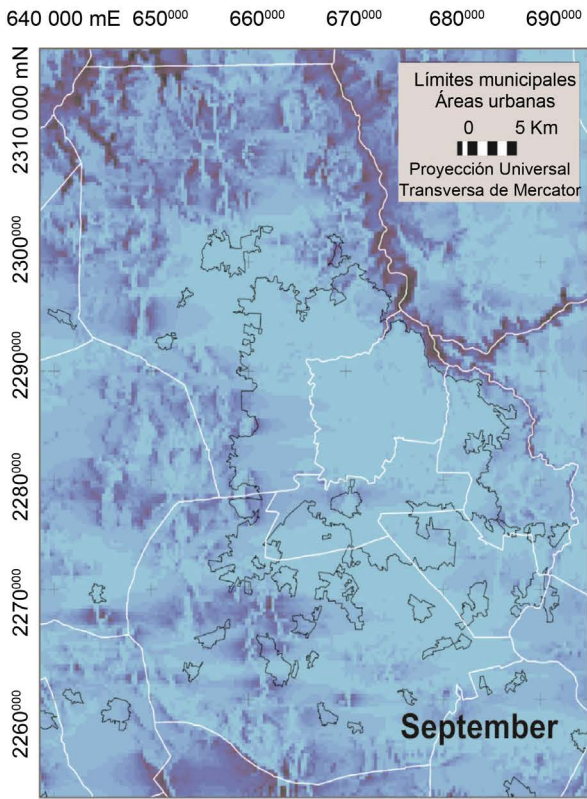 640 000 mE 650⁰⁰⁰ 660⁰⁰⁰ 670⁰⁰⁰ 680⁰⁰⁰ 690⁰⁰⁰
2310 000 mN
2300⁰⁰⁰
2290⁰⁰⁰
2280⁰⁰⁰
2270⁰⁰⁰
2260⁰⁰⁰
Límites municipales
Áreas urbanas
0 5 Km
Proyección Universal
Transversa de Mercator
September